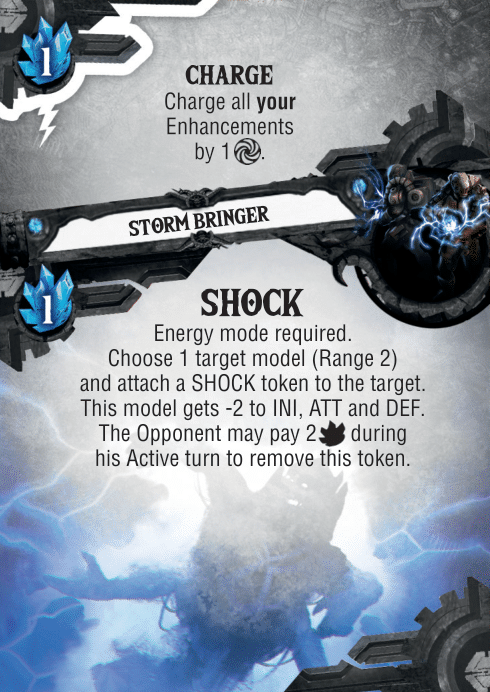 1
CHARGE
Charge all your
Enhancements
by 1 .
STORM BRINGER
1
SHOCK
Energy mode required.
Choose 1 target model (Range 2)
and attach a SHOCK token to the target.
This model gets -2 to INI, ATT and DEF.
The Opponent may pay 2 during
his Active turn to remove this token.